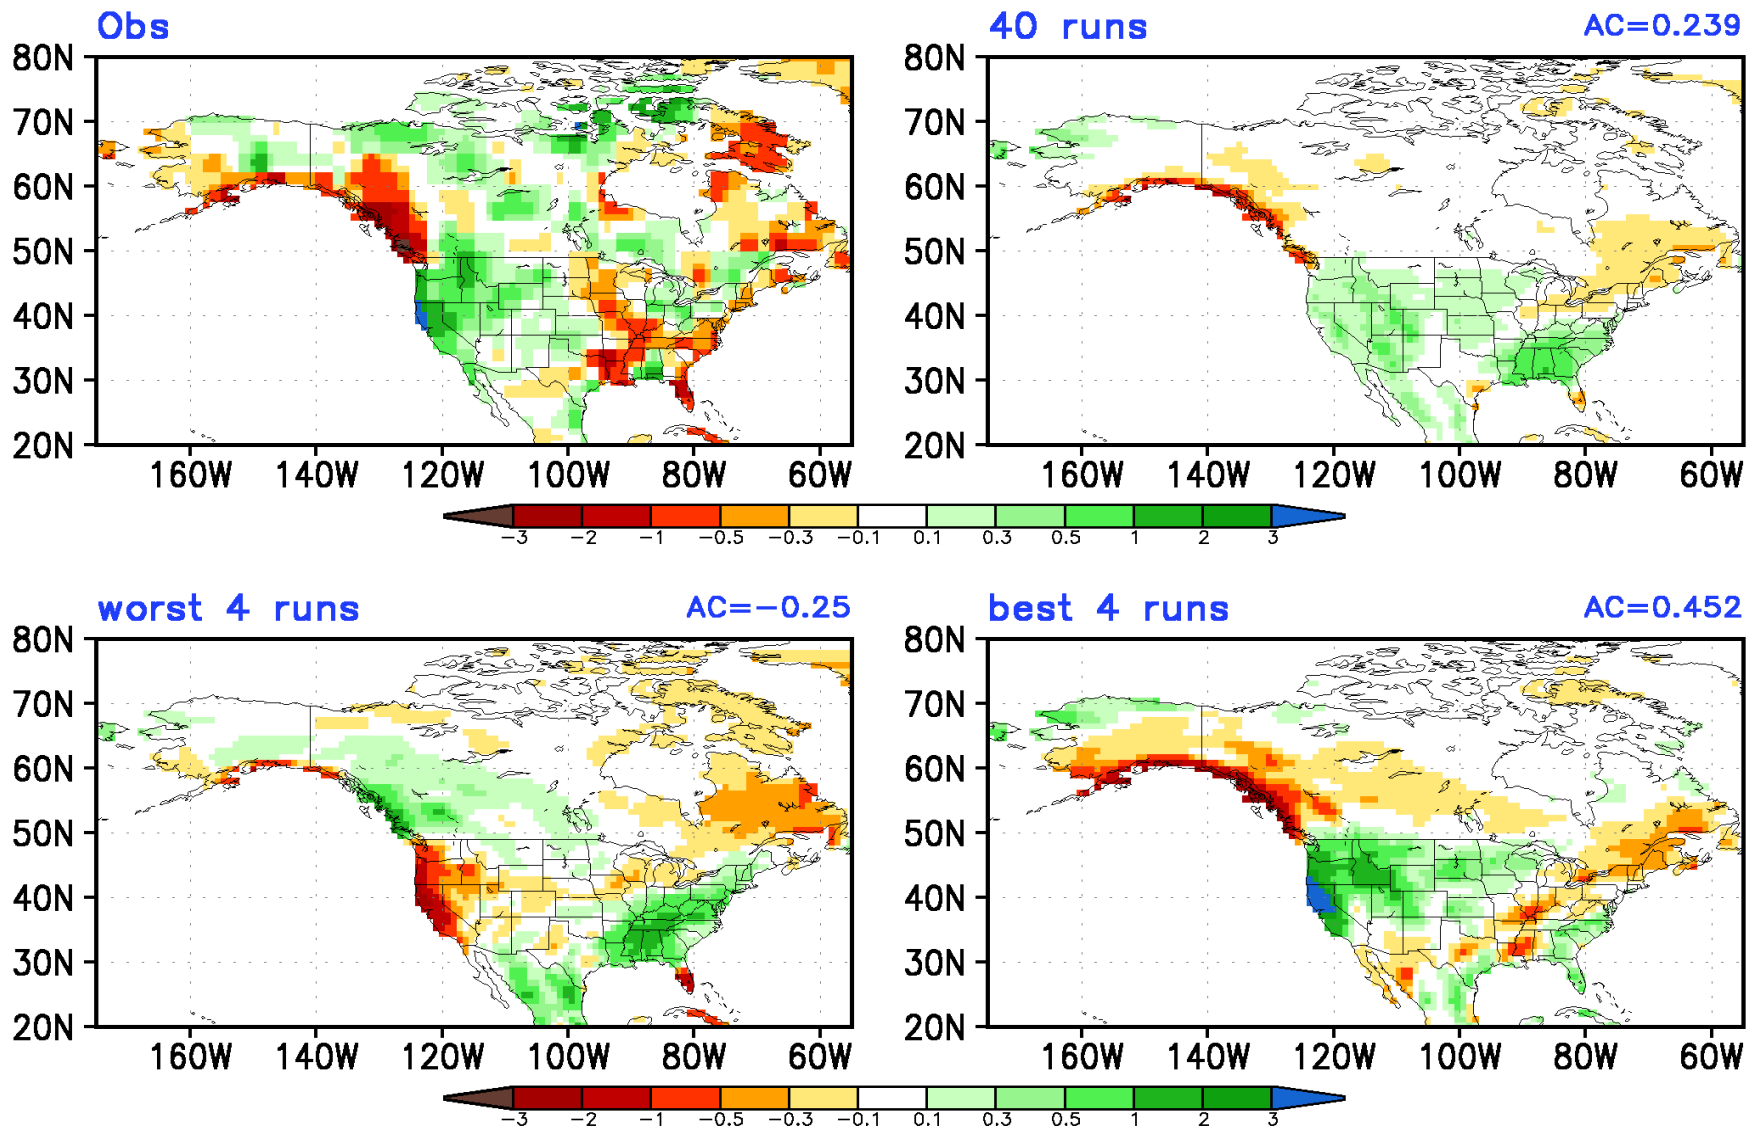 Obs
40 runs AC=0.239
80N 80N
70N 70N
60N 60N
50N 50N
40N 40N
30N 30N
20N 20N
160W 140W 120W 100W 80W 60W 160W 140W 120W 100W 80W 60W
-3 -2 -1 -0.5 -0.3 -0.1 0.1 0.3 0.5 1 2 3
worst 4 runs AC=-0.25
best 4 runs AC=0.452
80N 80N
70N 70N
60N 60N
50N 50N
40N 40N
30N 30N
20N 20N
160W 140W 120W 100W 80W 60W 160W 140W 120W 100W 80W 60W
-3 -2 -1 -0.5 -0.3 -0.1 0.1 0.3 0.5 1 2 3